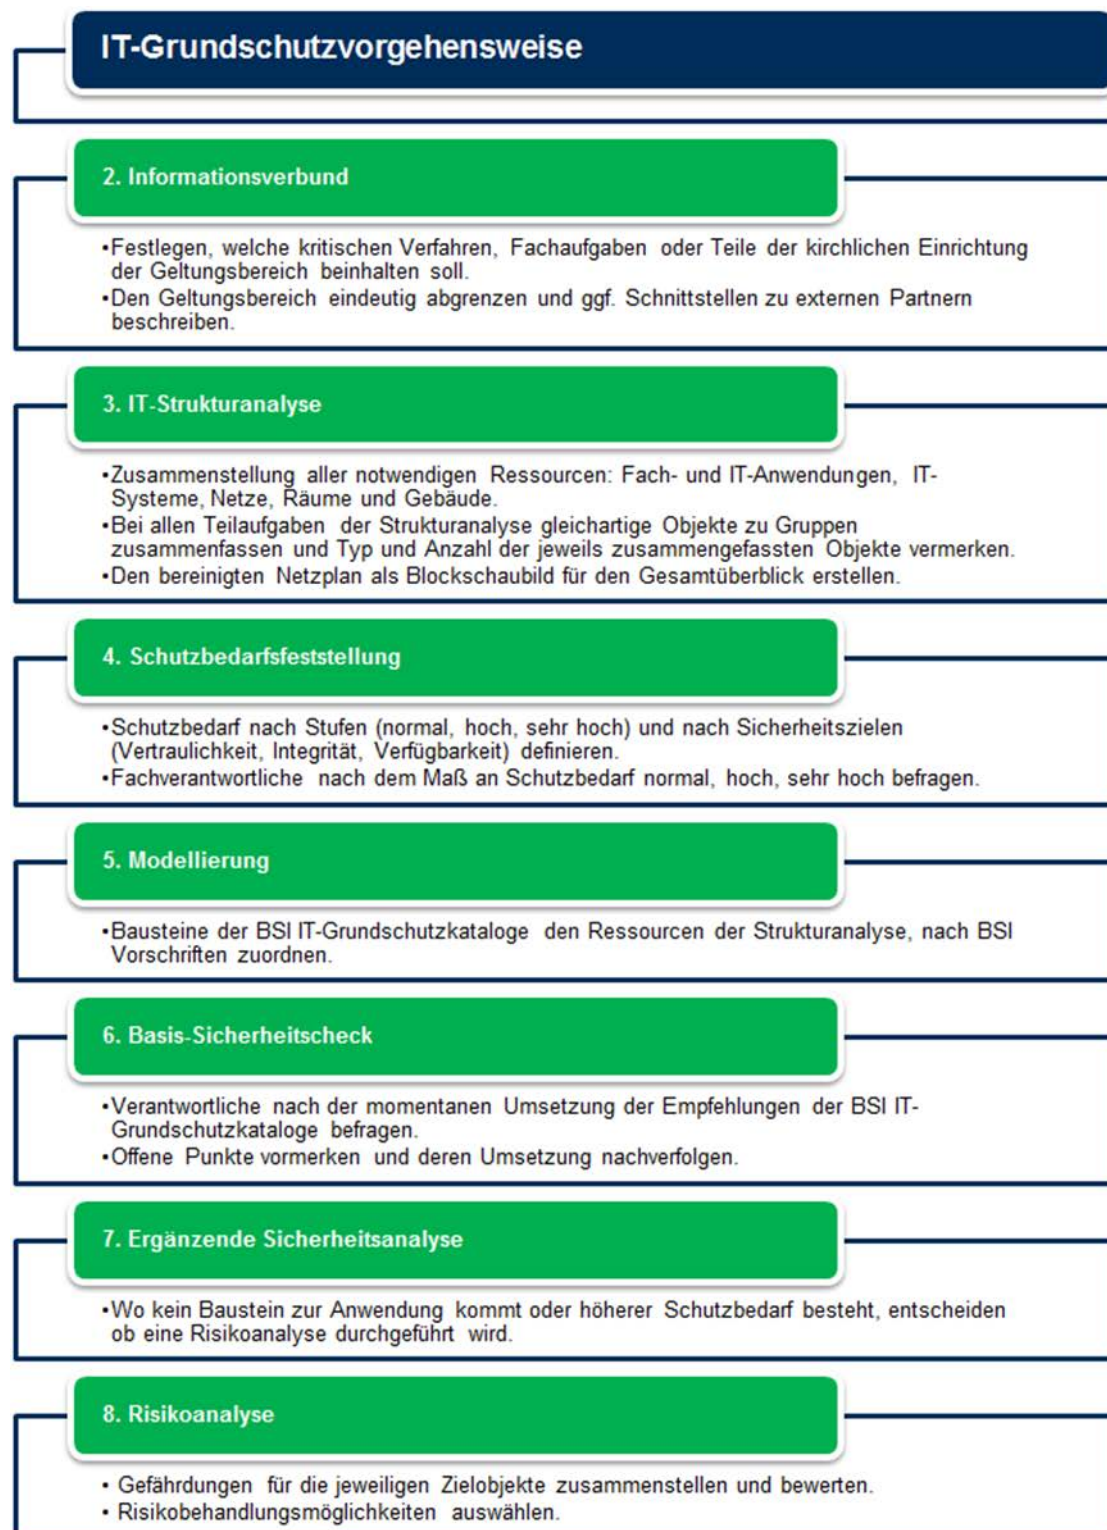 IT-Grundschutzvorgehensweise
2. Informationsverbund
•Festlegen, welche kritischen Verfahren, Fachaufgaben oder Teile der kirchlichen Einrichtung
der Geltungsbereich beinhalten soll.
•Den Geltungsbereich eindeutig abgrenzen und ggf. Schnittstellen zu externen Partnern
beschreiben.
3. IT-Strukturanalyse
•Zusammenstellung aller notwendigen Ressourcen: Fach- und IT-Anwendungen, IT-
Systeme, Netze, Räume und Gebäude.
•Bei allen Teilaufgaben der Strukturanalyse gleichartige Objekte zu Gruppen
zusammenfassen und Typ und Anzahl der jeweils zusammengefassten Objekte vermerken.
•Den bereinigten Netzplan als Blockschaubild für den Gesamtüberblick erstellen.
4. Schutzbedarfsfeststellung
•Schutzbedarf nach Stufen (normal, hoch, sehr hoch) und nach Sicherheitszielen
(Vertraulichkeit, Integrität, Verfügbarkeit) definieren.
•Fachverantwortliche nach dem Maß an Schutzbedarf normal, hoch, sehr hoch befragen.
5. Modellierung
•Bausteine der BSI IT-Grundschutzkataloge den Ressourcen der Strukturanalyse, nach BSI
Vorschriften zuordnen.
6. Basis-Sicherheitscheck
•Verantwortliche nach der momentanen Umsetzung der Empfehlungen der BSI IT-
Grundschutzkataloge befragen.
•Offene Punkte vormerken und deren Umsetzung nachverfolgen.
7. Ergänzende Sicherheitsanalyse
•Wo kein Baustein zur Anwendung kommt oder höherer Schutzbedarf besteht, entscheiden
ob eine Risikoanalyse durchgeführt wird.
8. Risikoanalyse
• Gefährdungen für die jeweiligen Zielobjekte zusammenstellen und bewerten.
• Risikobehandlungsmöglichkeiten auswählen.